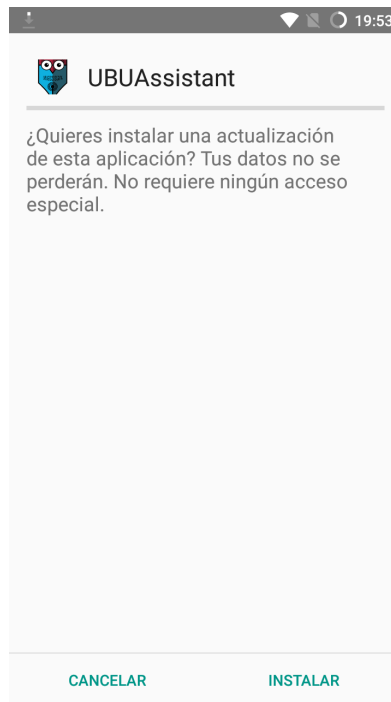 19:53
UBUAssistant
¿Quieres instalar una actualización
de esta aplicación? Tus datos no se
perderán. No requiere ningún acceso
especial.
CANCELAR
INSTALAR